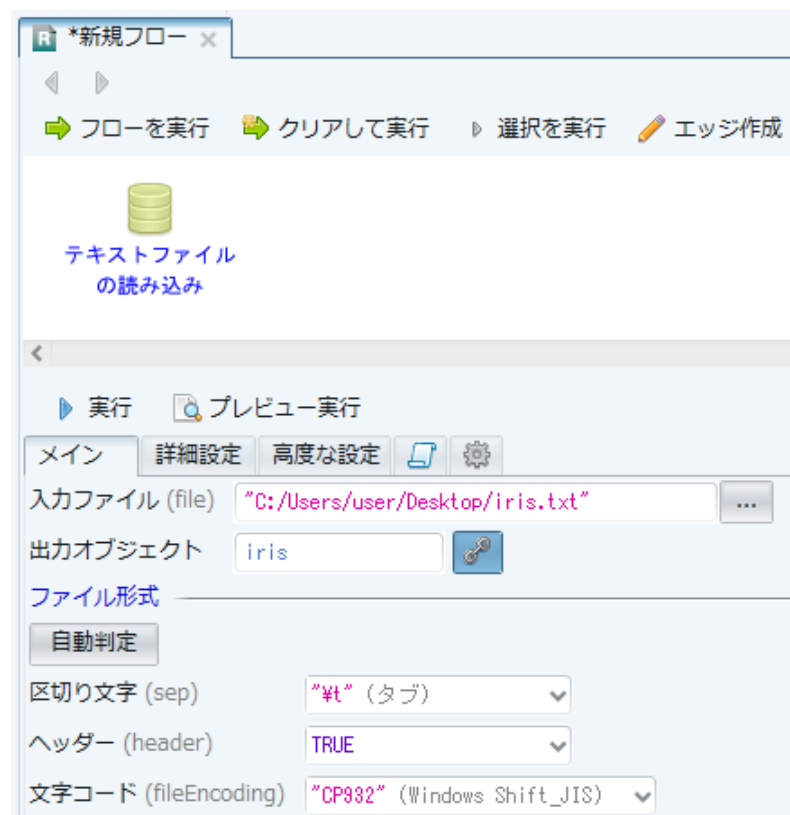 R *新規フロー ×
フローを実行 クリアして実行 選択を実行 エッジ作成
テキストファイル
の読み込み
実行 プレビュー実行
メイン 詳細設定 高度な設定
入力ファイル (file) "C:/Users/user/Desktop/iris.txt" ...
出力オブジェクト iris
ファイル形式
自動判定
区切り文字 (sep) "¥t" (タブ)
ヘッダー (header) TRUE
文字コード (fileEncoding) "CP932" (Windows Shift_JIS)